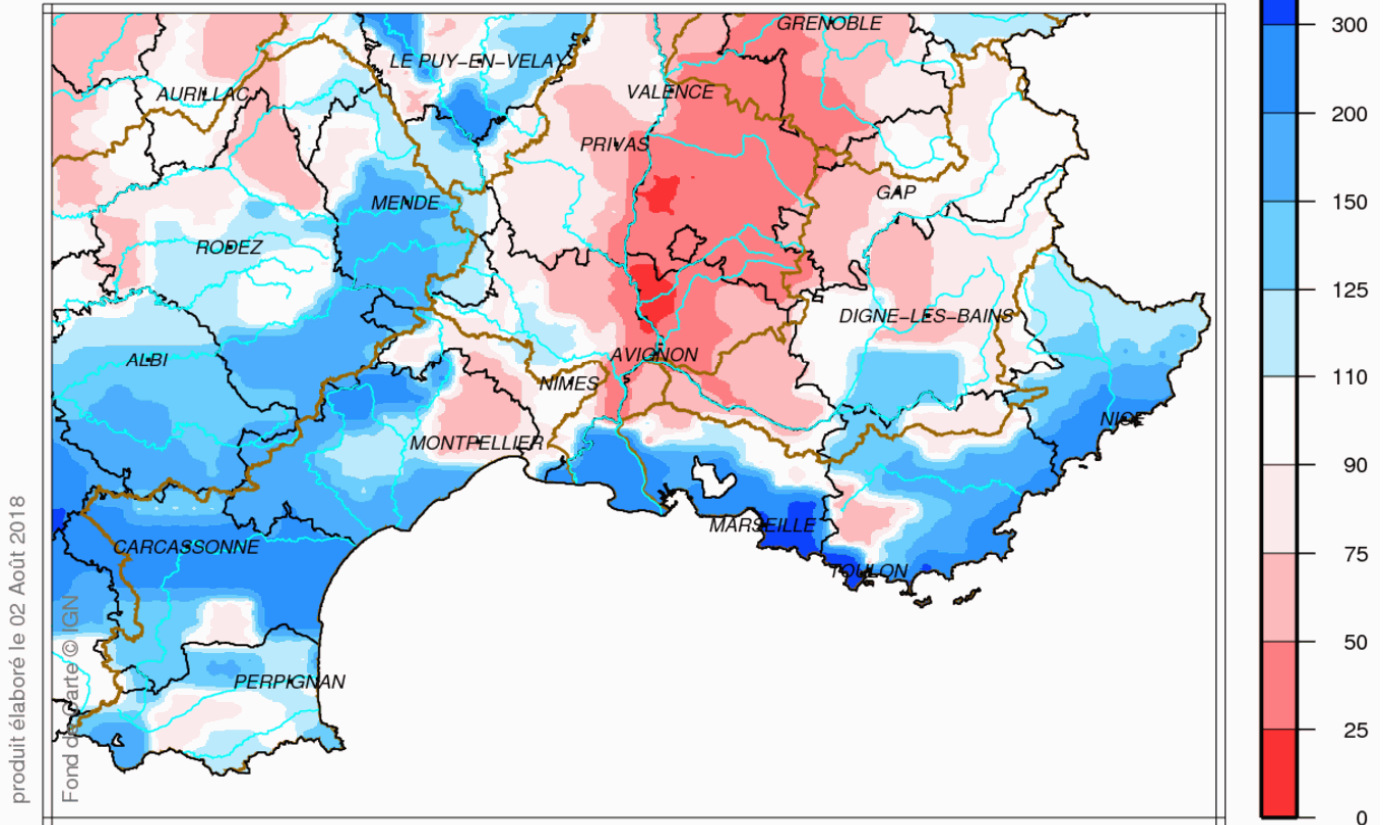 GRENOBLE
LE PUY-EN-VELAY
AURILLAC
VALENCE
PRIVAS
MENDE
GAP
RODEZ
DIGNE-LES-BAINS
ALBI
AVIGNON
NIMES
NICE
MONTPELLIER
MARSEILLE
CARCASSONNE
TOULON
PERPIGNAN
300
200
150
125
110
90
75
50
25
0
produit élaboré le 02 Août 2018
Fond de Carte © IGN